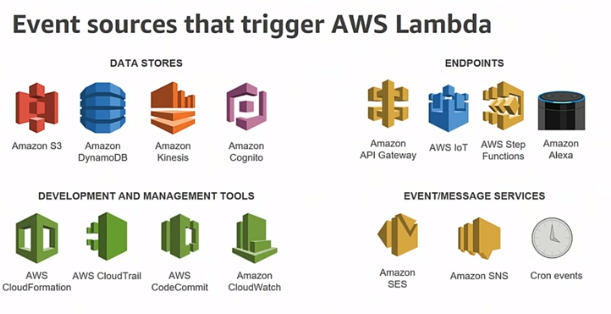 Event sources that trigger AWS Lambda
DATA STORES
Amazon S3
Amazon
DynamoDB
Amazon
Kinesis
Amazon
Cognito
ENDPOINTS
Amazon
API Gateway
AWS IoT
AWS Step
Functions
Amazon
Alexa
DEVELOPMENT AND MANAGEMENT TOOLS
AWS
CloudFormation
AWS CloudTrail
AWS
CodeCommit
Amazon
CloudWatch
EVENT/MESSAGE SERVICES
Amazon
SES
Amazon SNS
Cron events